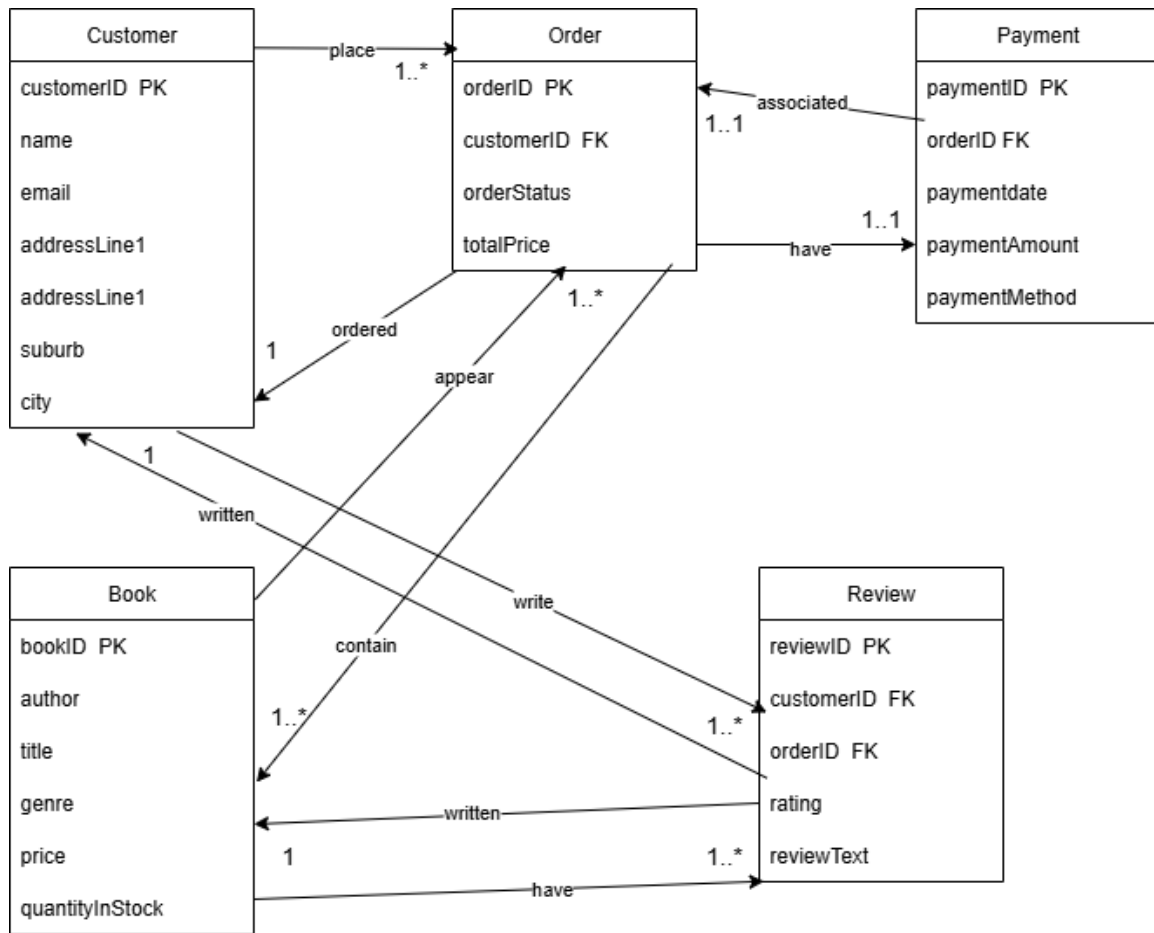 Customer
customerID PK
name
email
addressLine1
addressLine1
suburb
city
place
1..*
Order
orderID PK
customerID FK
orderStatus
totalPrice
associated
1..1
1..1
have
Payment
paymentID PK
orderID FK
paymentdate
paymentAmount
paymentMethod
ordered
1
1..*
appear
1
written
write
contain
1..*
1..*
Book
bookID PK
author
title
genre
price
quantityInStock
written
1
1..*
have
Review
reviewID PK
customerID FK
orderID FK
rating
reviewText